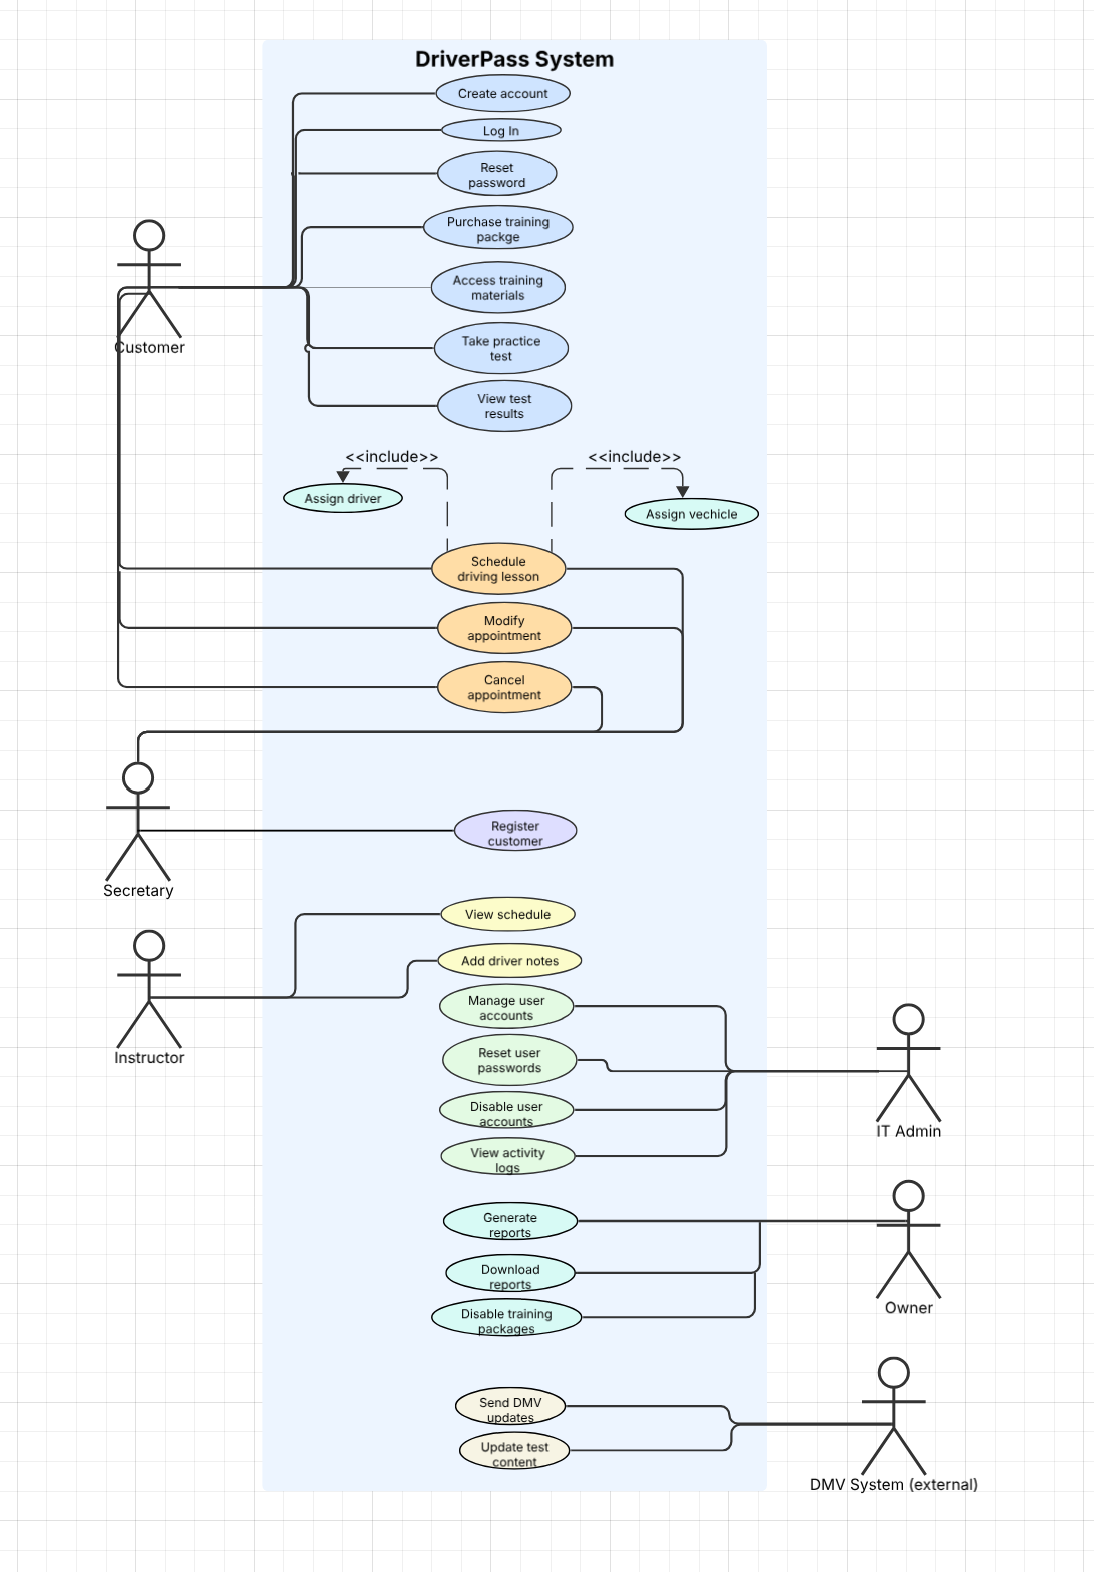 DriverPass System
Create account
Log In
Reset
password
Purchase training
packge
Access training
materials
Customer
Take practice
test
View test
results
<<include>>
<<include>>
Assign driver
Assign vechicle
Schedule
driving lesson
Modify
appointment
Cancel
appointment
Register
customer
Secretary
View schedule
Add driver notes
Manage user
accounts
Instructor
Reset user
passwords
Disable user
accounts
IT Admin
View activity
logs
Generate
reports
Download
reports
Owner
Disable training
packages
Send DMV
updates
Update test
content
DMV System (external)